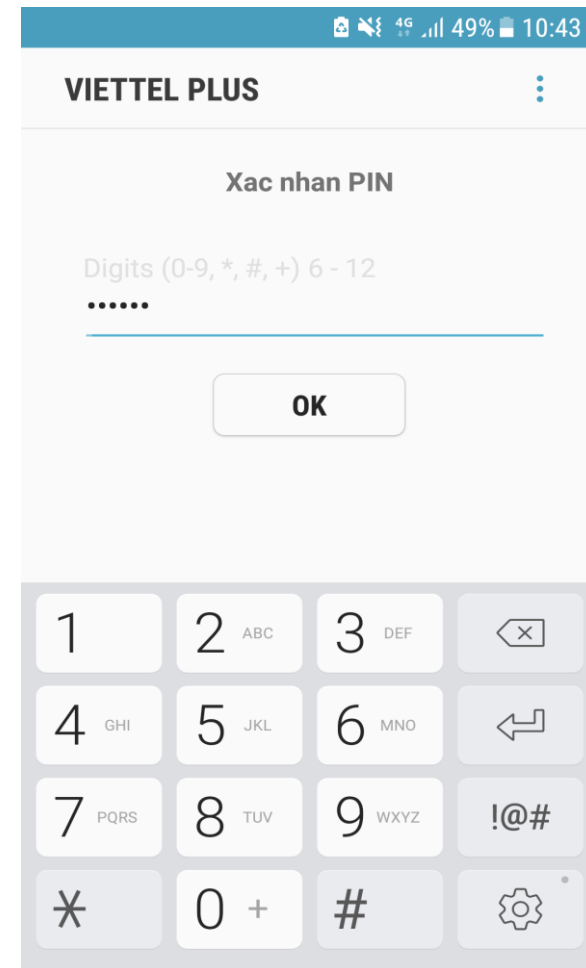 4G 49% 10:43
VIETTEL PLUS
Xac nhan PIN
Digits (0-9, *, #, +) 6 - 12
••••••
OK
1 2 ABC 3 DEF
4 GHI 5 JKL 6 MNO
7 PQRS 8 TUV 9 WXYZ !@#
* 0 + #